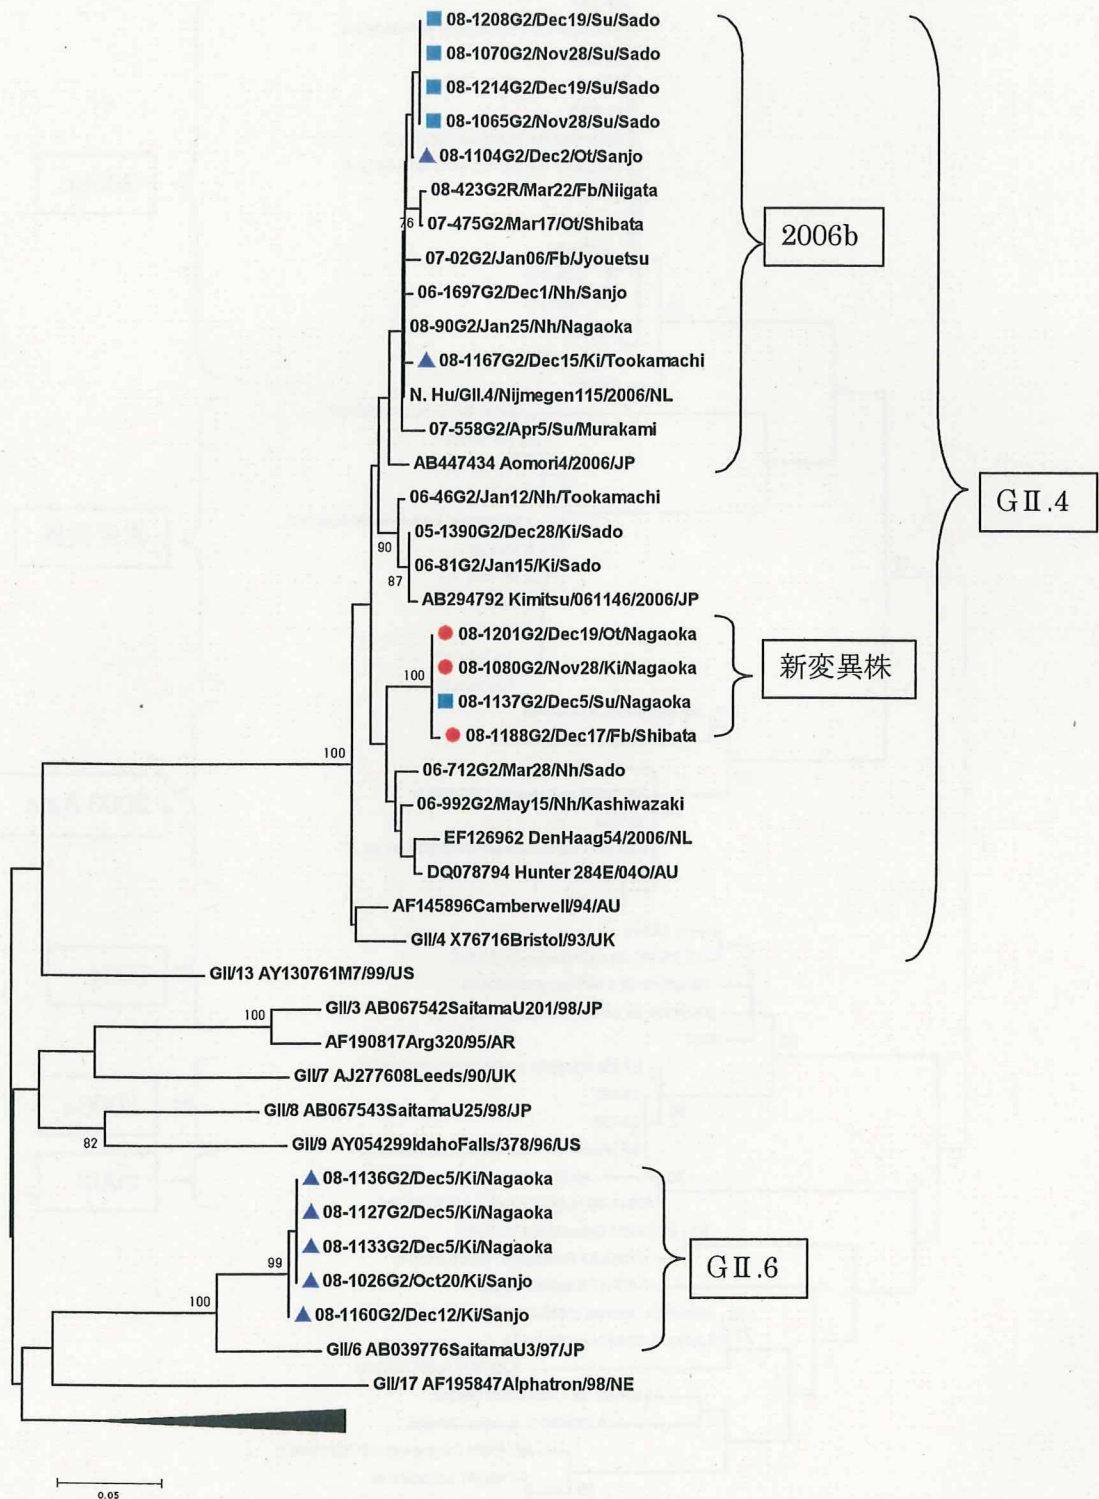 08-1208G2/Dec19/Su/Sado
08-1070G2/Nov28/Su/Sado
08-1214G2/Dec19/Su/Sado
08-1065G2/Nov28/Su/Sado
08-1104G2/Dec2/Ot/Sanjo
08-423G2R/Mar22/Fb/Niigata
76
07-475G2/Mar17/Ot/Shibata
2006b
07-02G2/Jan06/Fb/Jyouetsu
06-1697G2/Dec1/Nh/Sanjo
08-90G2/Jan25/Nh/Nagaoka
08-1167G2/Dec15/Ki/Tookamachi
N. Hu/GII.4/Nijmegen115/2006/NL
07-558G2/Apr5/Su/Murakami
AB447434 Aomori4/2006/JP
06-46G2/Jan12/Nh/Tookamachi
GⅡ.4
05-1390G2/Dec28/Ki/Sado
90
06-81G2/Jan15/Ki/Sado
87
AB294792 Kimitsu/061146/2006/JP
08-1201G2/Dec19/Ot/Nagaoka
08-1080G2/Nov28/Ki/Nagaoka
新変異株
100
08-1137G2/Dec5/Su/Nagaoka
08-1188G2/Dec17/Fb/Shibata
100
06-712G2/Mar28/Nh/Sado
06-992G2/May15/Nh/Kashiwazaki
EF126962 DenHaag54/2006/NL
DQ078794 Hunter 284E/04O/AU
AF145896Camberwell/94/AU
GII/4 X76716Bristol/93/UK
GII/13 AY130761M7/99/US
GII/3 AB067542SaitamaU201/98/JP
100
AF190817Arg320/95/AR
GII/7 AJ277608Leeds/90/UK
GII/8 AB067543SaitamaU25/98/JP
82
GII/9 AY054299IdahoFalls/378/96/US
08-1136G2/Dec5/Ki/Nagaoka
08-1127G2/Dec5/Ki/Nagaoka
08-1133G2/Dec5/Ki/Nagaoka
99
GⅡ.6
08-1026G2/Oct20/Ki/Sanjo
100
08-1160G2/Dec12/Ki/Sanjo
GII/6 AB039776SaitamaU3/97/JP
GII/17 AF195847Alphatron/98/NE
0.05